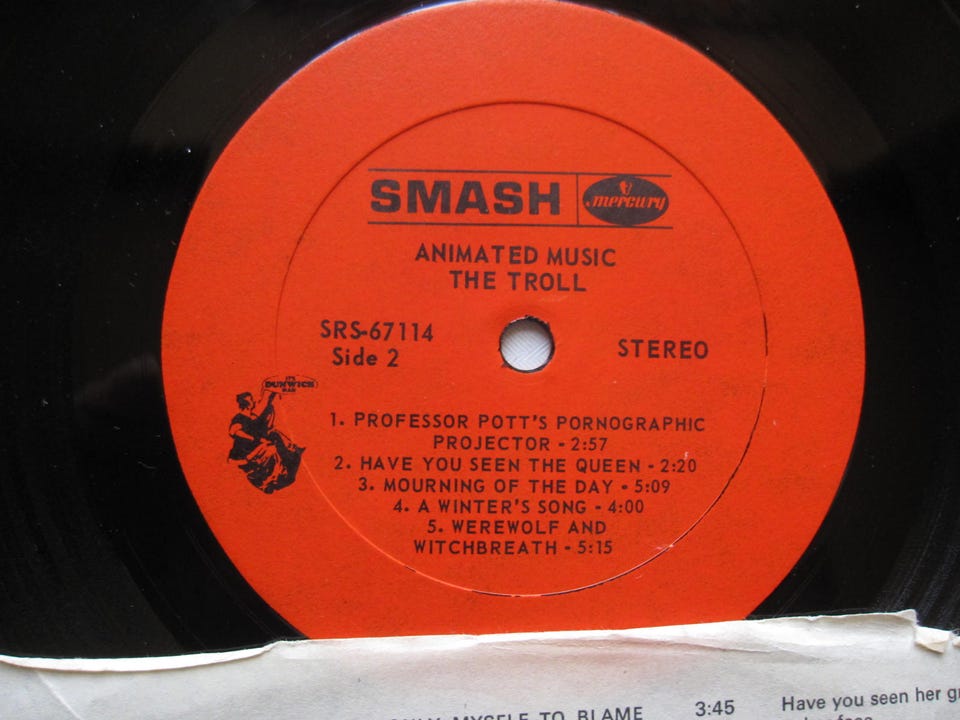 SMASH
mercury
ANIMATED MUSIC
THE TROLL
SRS-67114
Side 2
STEREO
DUNWICH
1. PROFESSOR POTT'S PORNOGRAPHIC
PROJECTOR - 2:57
2. HAVE YOU SEEN THE QUEEN - 2:20
3. MOURNING OF THE DAY - 5:09
4. A WINTER'S SONG - 4:00
5. WEREWOLF AND
WITCHBREATH - 5:15
MYSELF TO BLAME 3:45
Have you seen her
face